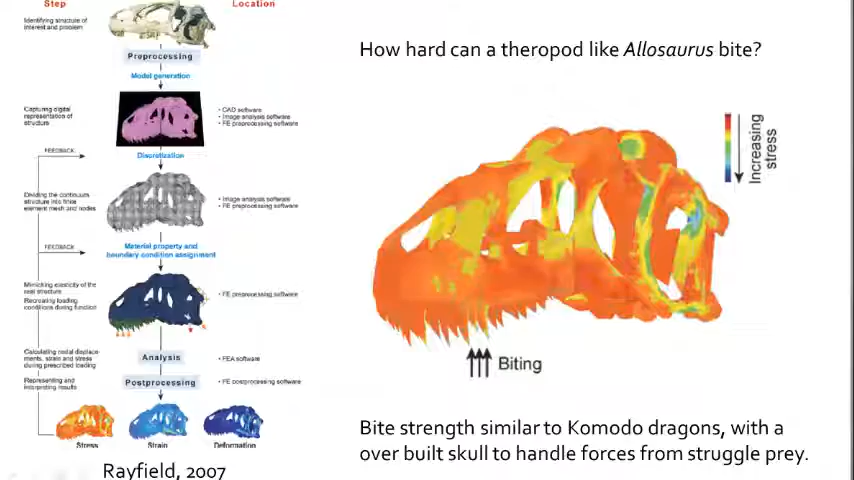 Step
Location
Identifying structure of
interest and problem
Preprocessing
Model generation
Capturing digital
representation of
structure
• CAD software
• Image analysis software
• FE preprocessing software
FEEDBACK
Discretization
Dividing the continuous
structure into finite
element mesh and nodes
• Image analysis software
• FE preprocessing software
FEEDBACK
Material property and
boundary condition assignment
Mimicking elasticity of the
real structure
Recreating loading
conditions during function
• FE preprocessing software
Calculating nodal displace-
ments, strain and stress
during prescribed loading
Analysis
• FEA software
Representing and
interpreting results
Postprocessing
• FE postprocessing software
Stress
Strain
Deformation
Rayfield, 2007
How hard can a theropod like Allosaurus bite?
Increasing
stress
Biting
Bite strength similar to Komodo dragons, with a
over built skull to handle forces from struggle prey.